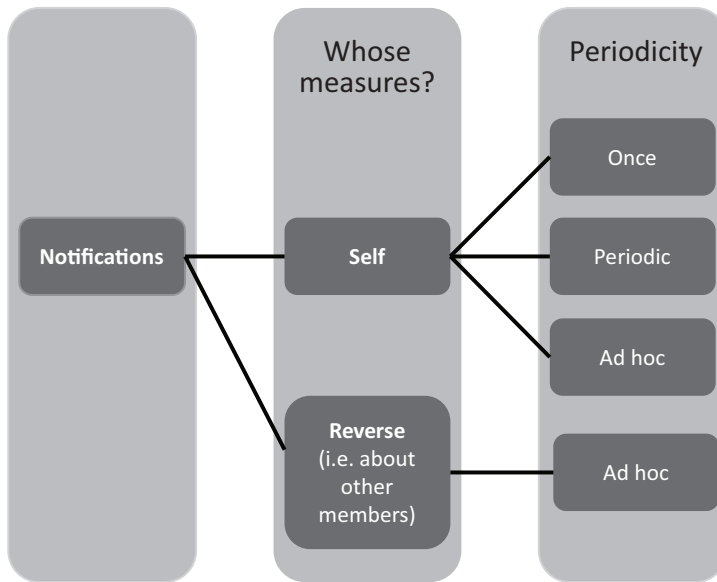 Whose
measures?
Periodicity
Notifications
Self
Once
Periodic
Ad hoc
Reverse
(i.e. about
other
members)
Ad hoc